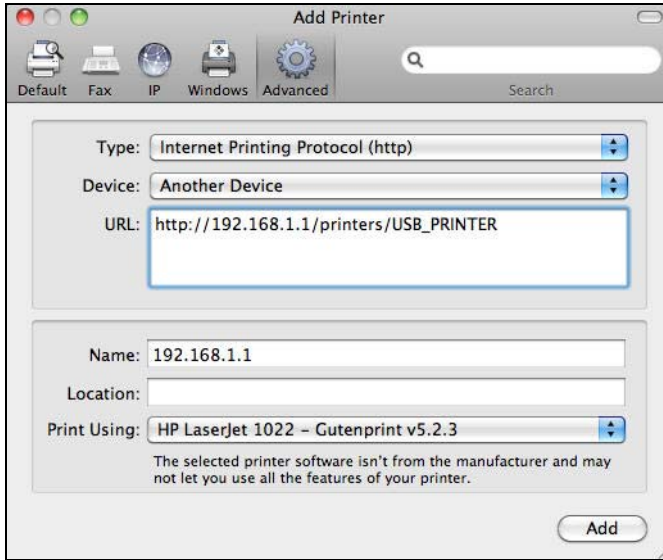 Add Printer
Default Fax IP Windows Advanced Search
Type: Internet Printing Protocol (http)
Device: Another Device
URL: http://192.168.1.1/printers/USB_PRINTER
Name: 192.168.1.1
Location:
Print Using: HP LaserJet 1022 – Gutenprint v5.2.3
The selected printer software isn't from the manufacturer and may
not let you use all the features of your printer.
Add